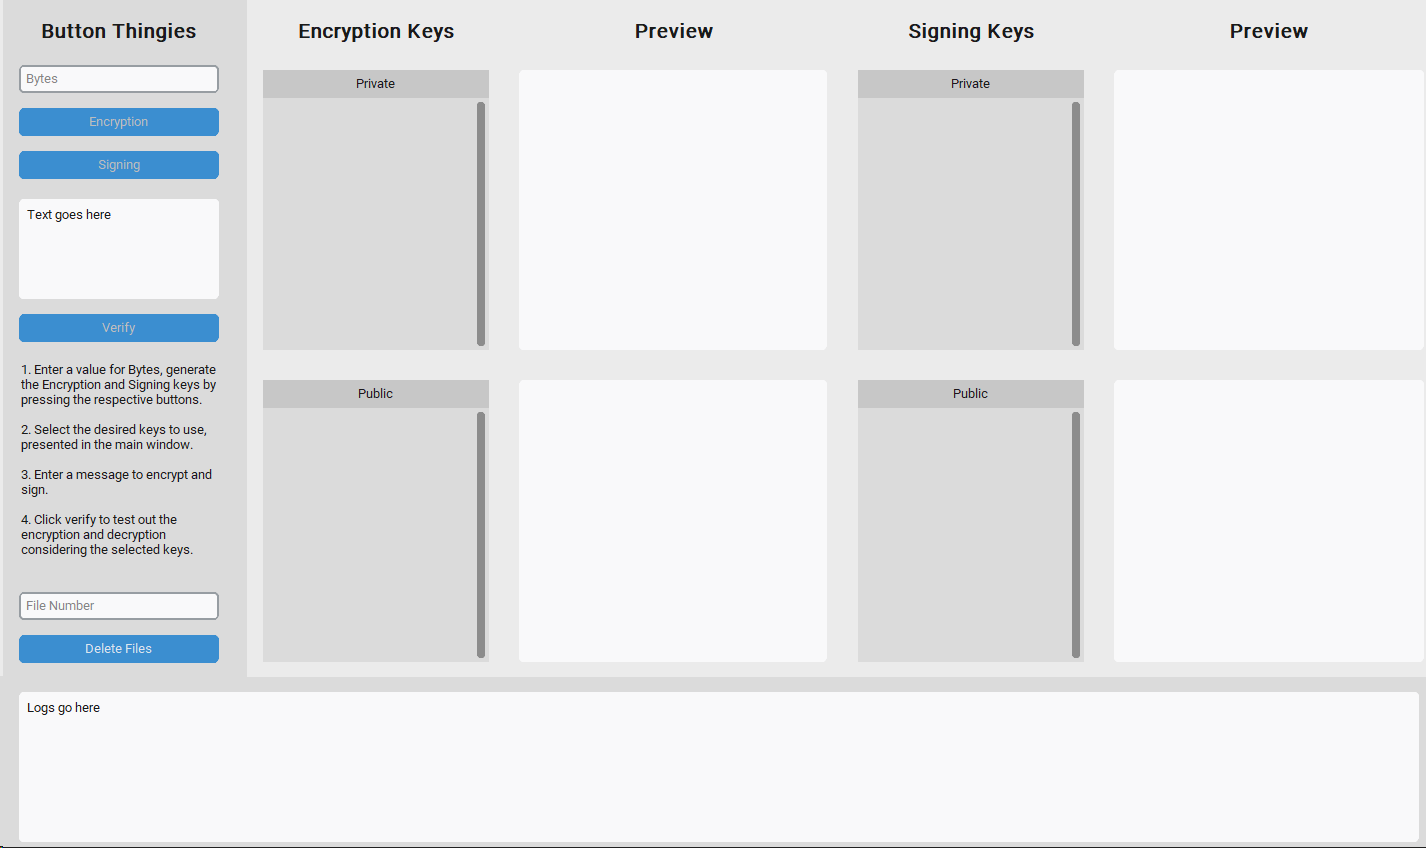 Button Thingies
Bytes
Encryption
Signing
Text goes here
Verify
1. Enter a value for Bytes, generate
the Encryption and Signing keys by
pressing the respective buttons.
2. Select the desired keys to use,
presented in the main window.
3. Enter a message to encrypt and
sign.
4. Click verify to test out the
encryption and decryption
considering the selected keys.
File Number
Delete Files
Encryption Keys
Private
Public
Preview
Signing Keys
Private
Public
Preview
Logs go here